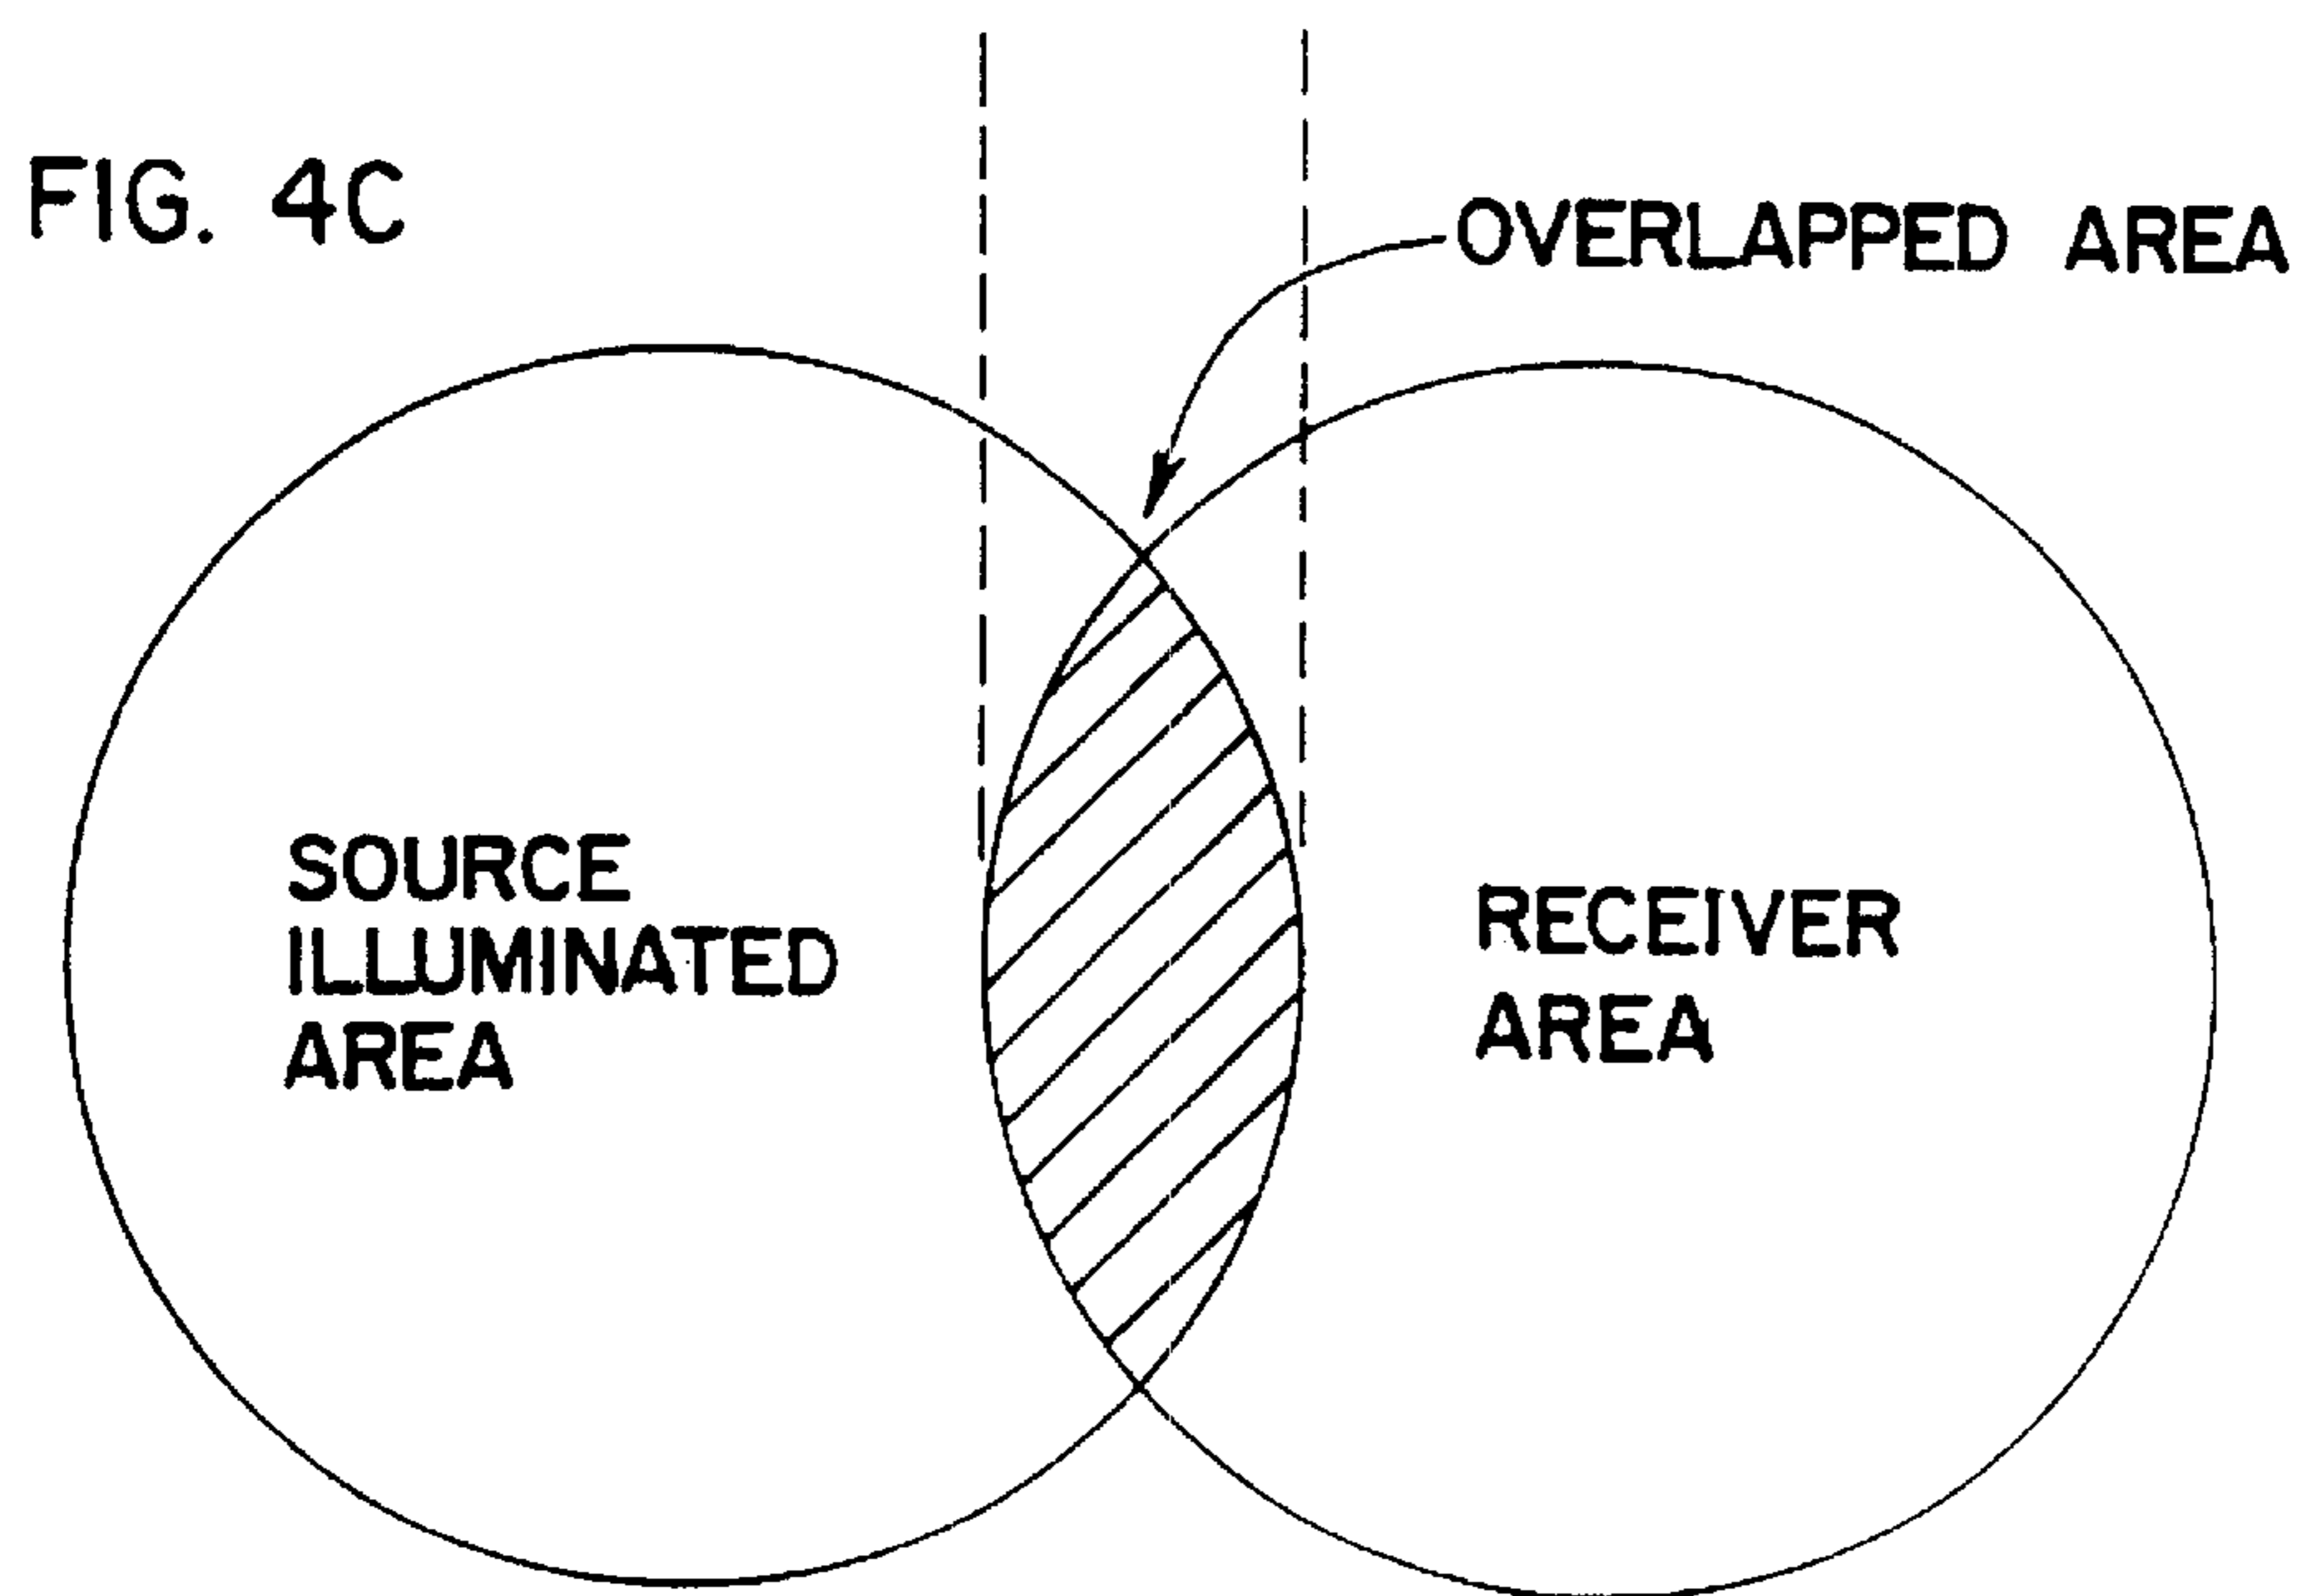 FIG. 4C
OVERLAPPED AREA
SOURCE
ILLUMINATED
AREA
RECEIVER
AREA